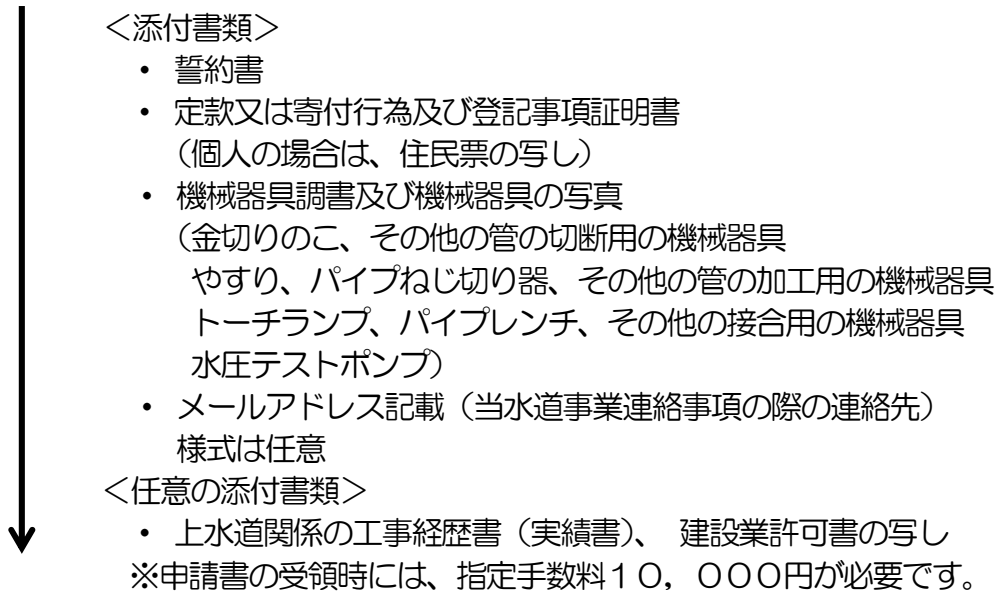 ＜添付書類＞
・ 誓約書
・ 定款又は寄付行為及び登記事項証明書
（個人の場合は、住民票の写し）
・ 機械器具調書及び機械器具の写真
（金切りのこ、その他の管の切断用の機械器具
やすり、パイプねじ切り器、その他の管の加工用の機械器具
トーチランプ、パイプレンチ、その他の接合用の機械器具
水圧テストポンプ）
・ メールアドレス記載（当水道事業連絡事項の際の連絡先）
様式は任意
＜任意の添付書類＞
・ 上水道関係の工事経歴書（実績書）、 建設業許可書の写し
※申請書の受領時には、指定手数料１０，０００円が必要です。